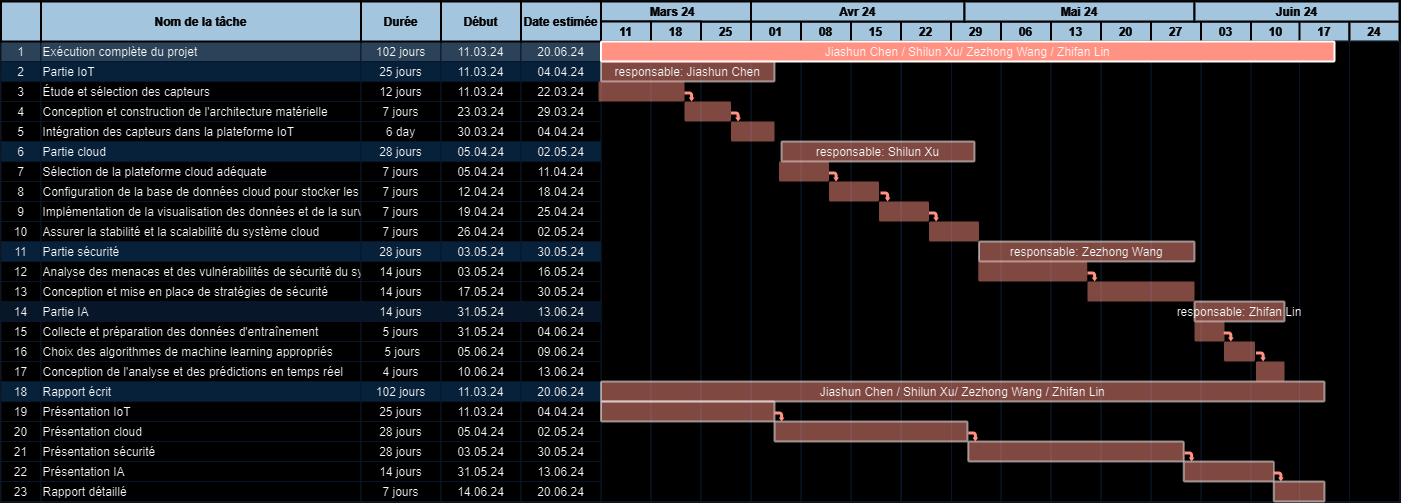 Nom de la tâche Durée Début Date estimée Mars 24 Avr 24 Mai 24 Juin 24
11 18 25 01 08 15 22 29 06 13 20 27 03 10 17 24
1 Exécution complète du projet 102 jours 11.03.24 20.06.24 Jiashun Chen / Shilun Xu/ Zezhong Wang / Zhifan Lin
2 Partie IoT 25 jours 11.03.24 04.04.24 responsable: Jiashun Chen
3 Étude et sélection des capteurs 12 jours 11.03.24 22.03.24
4 Conception et construction de l'architecture matérielle 7 jours 23.03.24 29.03.24
5 Intégration des capteurs dans la plateforme IoT 6 day 30.03.24 04.04.24
6 Partie cloud 28 jours 05.04.24 02.05.24 responsable: Shilun Xu
7 Sélection de la plateforme cloud adéquate 7 jours 05.04.24 11.04.24
8 Configuration de la base de données cloud pour stocker les 7 jours 12.04.24 18.04.24
9 Implémentation de la visualisation des données et de la surv 7 jours 19.04.24 25.04.24
10 Assurer la stabilité et la scalabilité du système cloud 7 jours 26.04.24 02.05.24
11 Partie sécurité 28 jours 03.05.24 30.05.24 responsable: Zezhong Wang
12 Analyse des menaces et des vulnérabilités de sécurité du sy 14 jours 03.05.24 16.05.24
13 Conception et mise en place de stratégies de sécurité 14 jours 17.05.24 30.05.24
14 Partie IA 14 jours 31.05.24 13.06.24 responsable: Zhifan Lin
15 Collecte et préparation des données d'entraînement 5 jours 31.05.24 04.06.24
16 Choix des algorithmes de machine learning appropriés 5 jours 05.06.24 09.06.24
17 Conception de l'analyse et des prédictions en temps réel 4 jours 10.06.24 13.06.24
18 Rapport écrit 102 jours 11.03.24 20.06.24 Jiashun Chen / Shilun Xu/ Zezhong Wang / Zhifan Lin
19 Présentation IoT 25 jours 11.03.24 04.04.24
20 Présentation cloud 28 jours 05.04.24 02.05.24
21 Présentation sécurité 28 jours 03.05.24 30.05.24
22 Présentation IA 14 jours 31.05.24 13.06.24
23 Rapport détaillé 7 jours 14.06.24 20.06.24